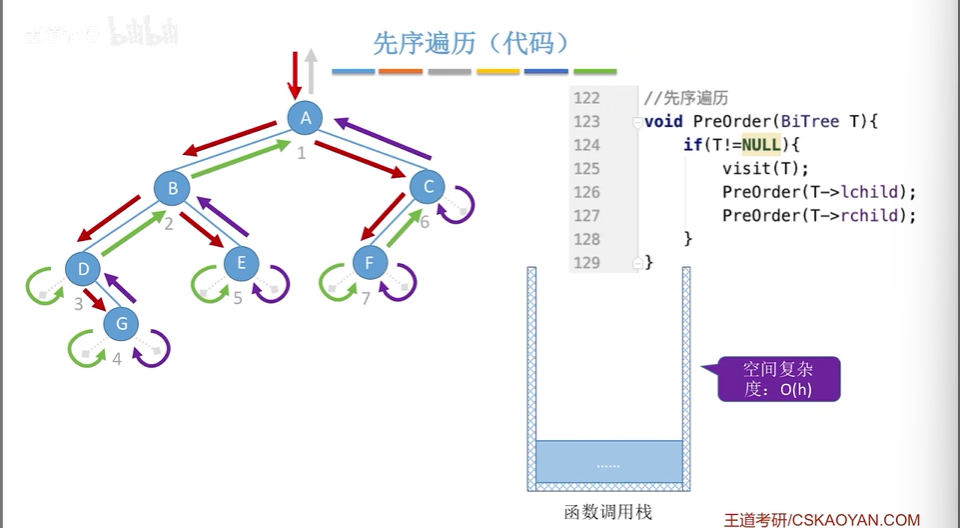 bilibili
先序遍历（代码）
A
1
B
2
C
6
D
3
E
5
F
7
G
4
122 //先序遍历
123 void PreOrder(BiTree T){
124 if(T!=NULL){
125 visit(T);
126 PreOrder(T->lchild);
127 PreOrder(T->rchild);
128 }
129 }
空间复杂
度：O(h)
……
函数调用栈
王道考研/CSKAOYAN.COM